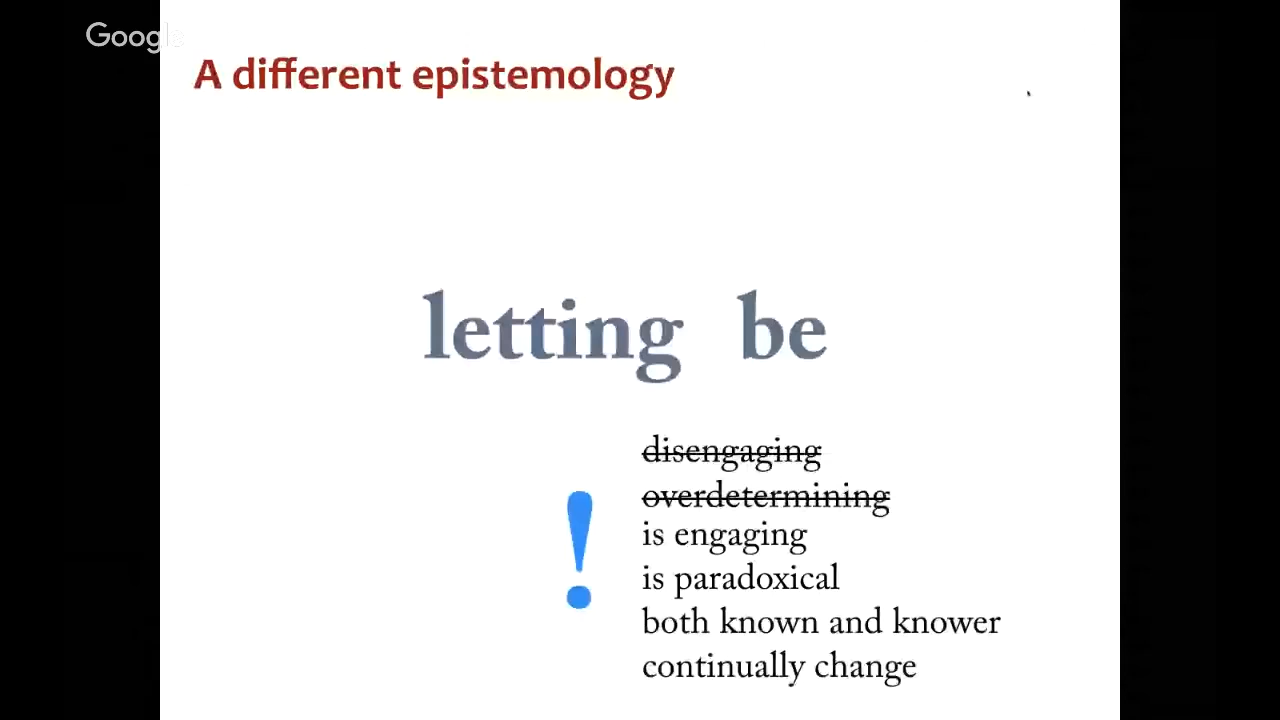 Google
A different epistemology
letting be
disengaging
overdetermining
!
is engaging
is paradoxical
both known and knower
continually change